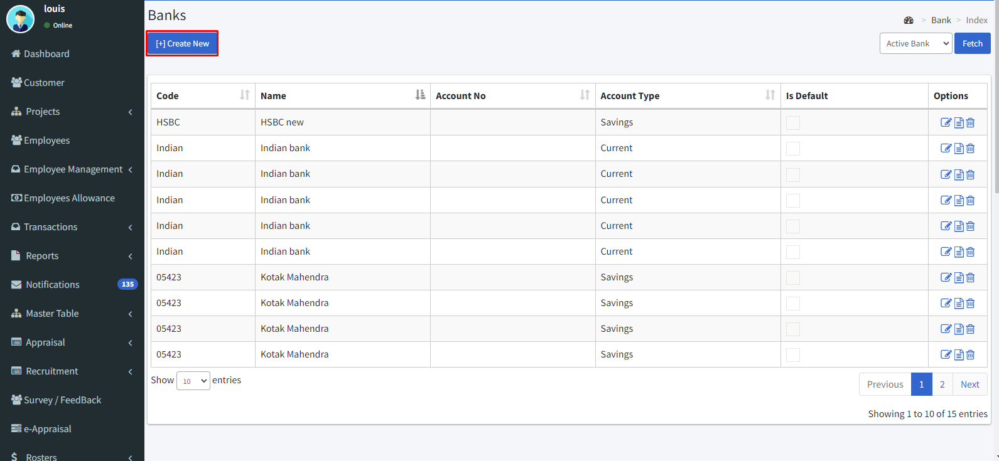 louis
Online
Dashboard
Customer
Projects
Employees
Employee Management
Employees Allowance
Transactions
Reports
Notifications 135
Master Table
Appraisal
Recruitment
Survey / FeedBack
e-Appraisal
Rosters
Banks
> Bank > Index
[+] Create New
Active Bank Fetch
Code Name Account No Account Type Is Default Options
HSBC HSBC new Savings
Indian Indian bank Current
Indian Indian bank Current
Indian Indian bank Current
Indian Indian bank Current
Indian Indian bank Current
05423 Kotak Mahendra Savings
05423 Kotak Mahendra Savings
05423 Kotak Mahendra Savings
05423 Kotak Mahendra Savings
Show 10 entries
Previous 1 2 Next
Showing 1 to 10 of 15 entries